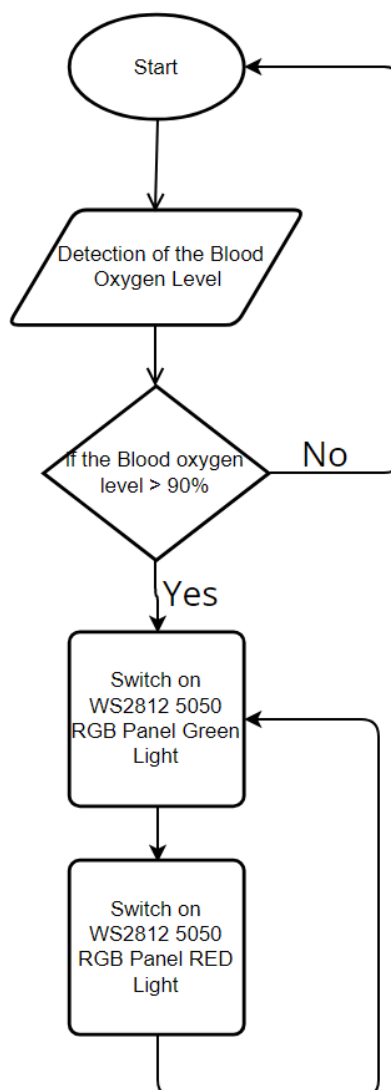 Start
Detection of the Blood
Oxygen Level
If the Blood oxygen
level > 90%
No
Yes
Switch on
WS2812 5050
RGB Panel Green
Light
Switch on
WS2812 5050
RGB Panel RED
Light